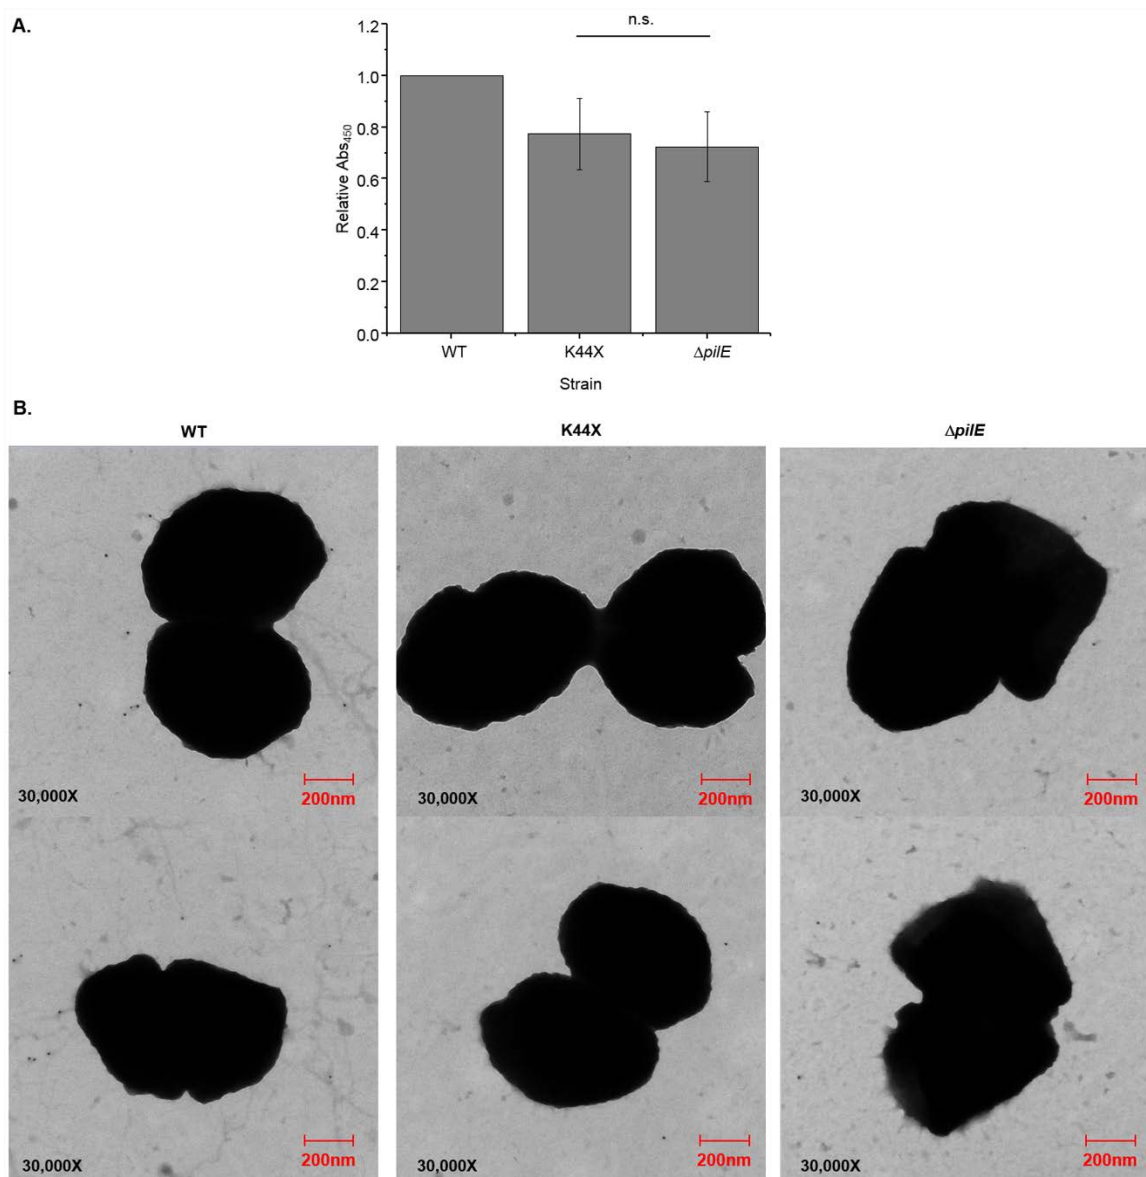 A.
n.s.
1.2
1.0
0.8
0.6
0.4
0.2
0.0
Relative Abs450
WT
K44X
ΔpilE
Strain
B.
WT
K44X
ΔpilE
30,000X
200nm
30,000X
200nm
30,000X
200nm
30,000X
200nm
30,000X
200nm
30,000X
200nm